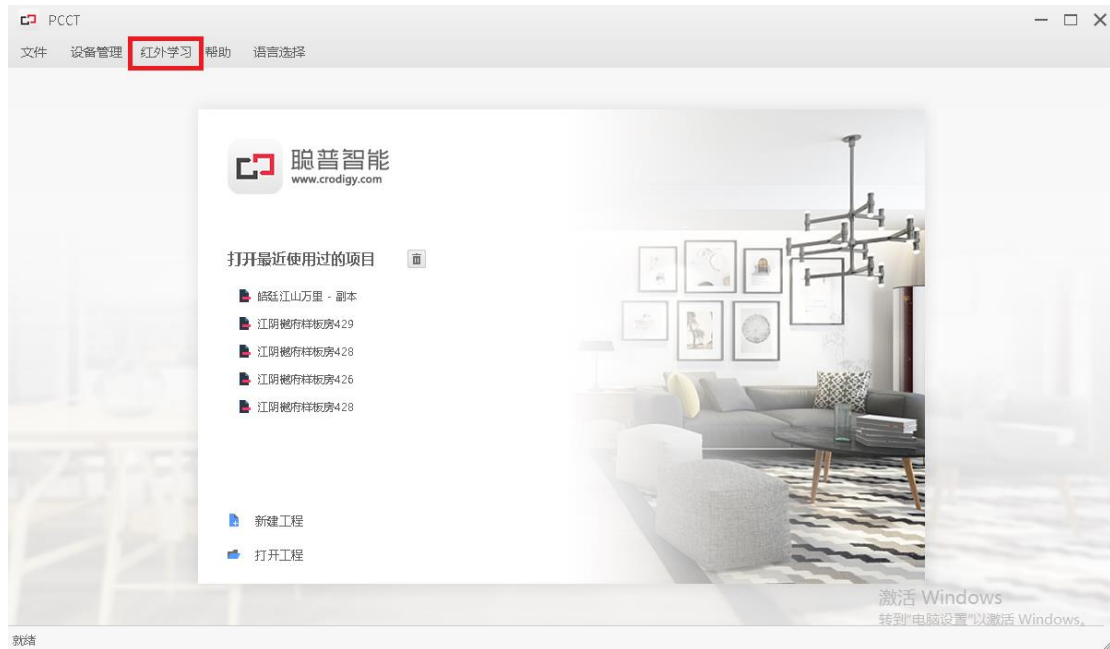 PCCT
文件 设备管理 红外学习 帮助 语言选择
聪普智能
www.crodigy.com
打开最近使用过的项目
皓廷江山万里 - 副本
江阴樾府样板房429
江阴樾府样板房428
江阴樾府样板房426
江阴樾府样板房428
新建工程
打开工程
激活 Windows
转到"电脑设置"以激活 Windows。
就绪